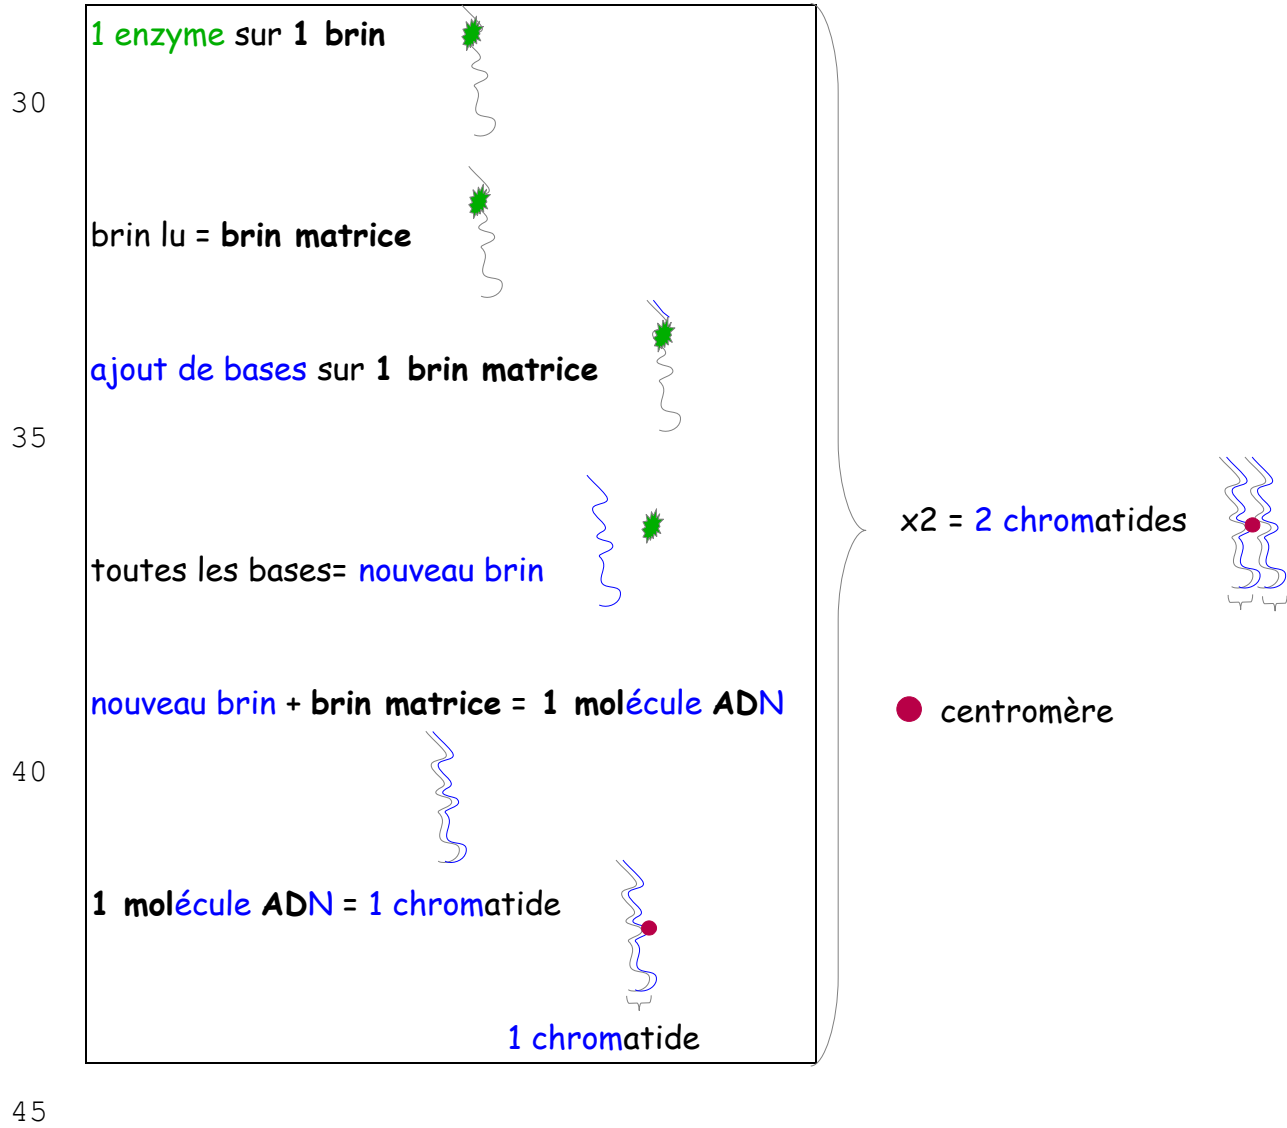 1 enzyme sur 1 brin
30
brin lu = brin matrice
ajout de bases sur 1 brin matrice
35
x2 = 2 chromatides
toutes les bases= nouveau brin
nouveau brin + brin matrice = 1 molécule ADN
centromère
40
1 molécule ADN = 1 chromatide
1 chromatide
45